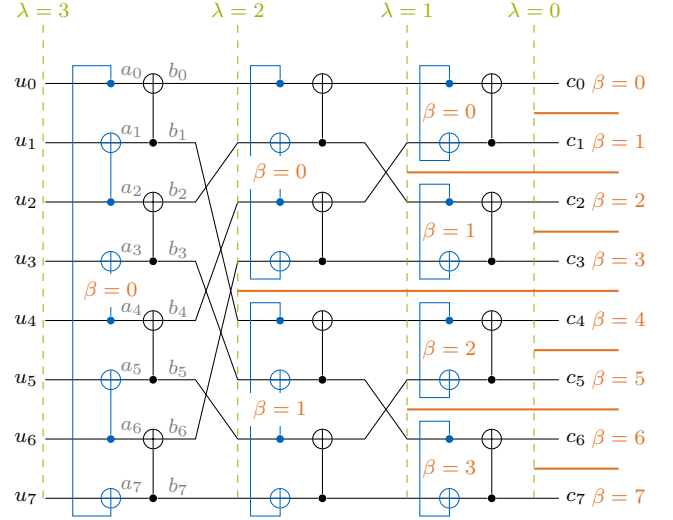 λ = 3 λ = 2 λ = 1 λ = 0
u0 a0 b0 c0 β = 0
β = 0
u1 a1 b1 c1 β = 1
β = 0
u2 a2 b2 c2 β = 2
β = 1
u3 a3 b3 c3 β = 3
β = 0
u4 a4 b4 c4 β = 4
β = 2
u5 a5 b5 c5 β = 5
β = 1
u6 a6 b6 c6 β = 6
β = 3
u7 a7 b7 c7 β = 7